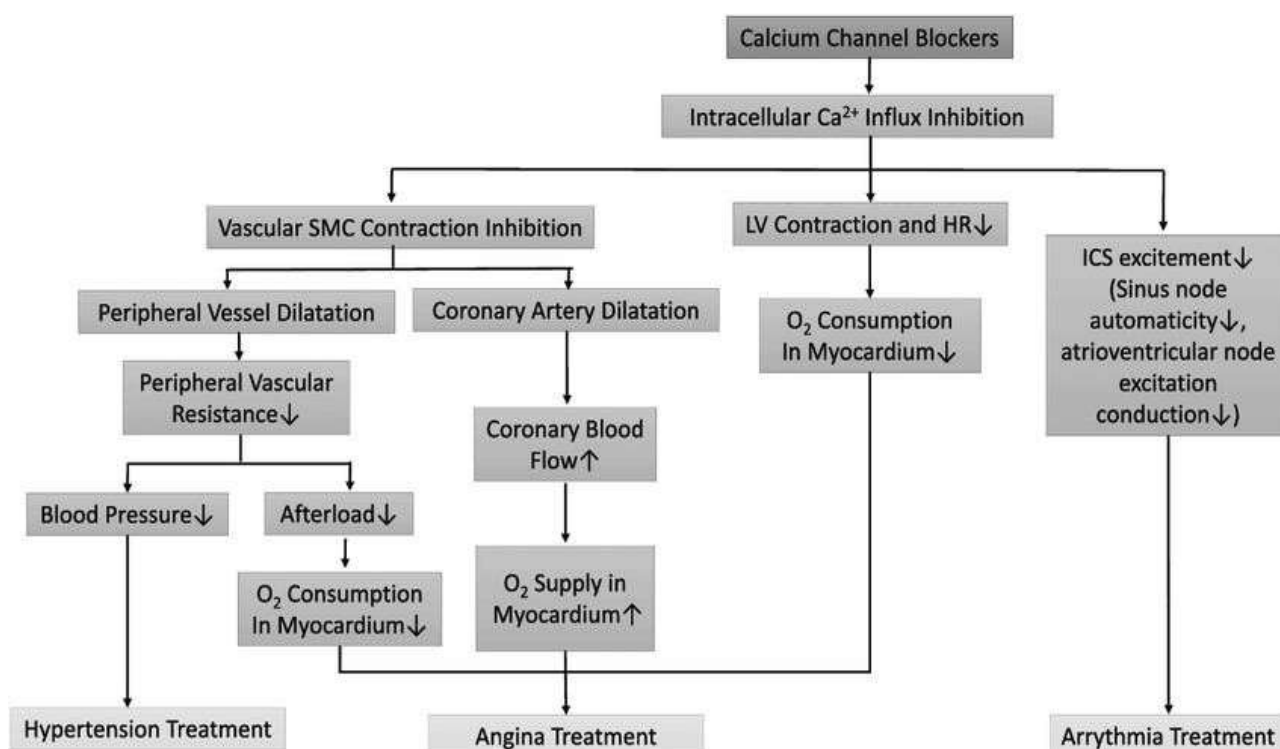 Calcium Channel Blockers
Intracellular Ca²⁺ Influx Inhibition
Vascular SMC Contraction Inhibition
LV Contraction and HR↓
ICS excitement↓
(Sinus node
automaticity↓,
atrioventricular node
excitation
conduction↓)
Peripheral Vessel Dilatation
Coronary Artery Dilatation
O₂ Consumption
In Myocardium↓
Peripheral Vascular
Resistance↓
Coronary Blood
Flow↑
Blood Pressure↓
Afterload↓
O₂ Consumption
In Myocardium↓
O₂ Supply in
Myocardium↑
Hypertension Treatment
Angina Treatment
Arrythmia Treatment